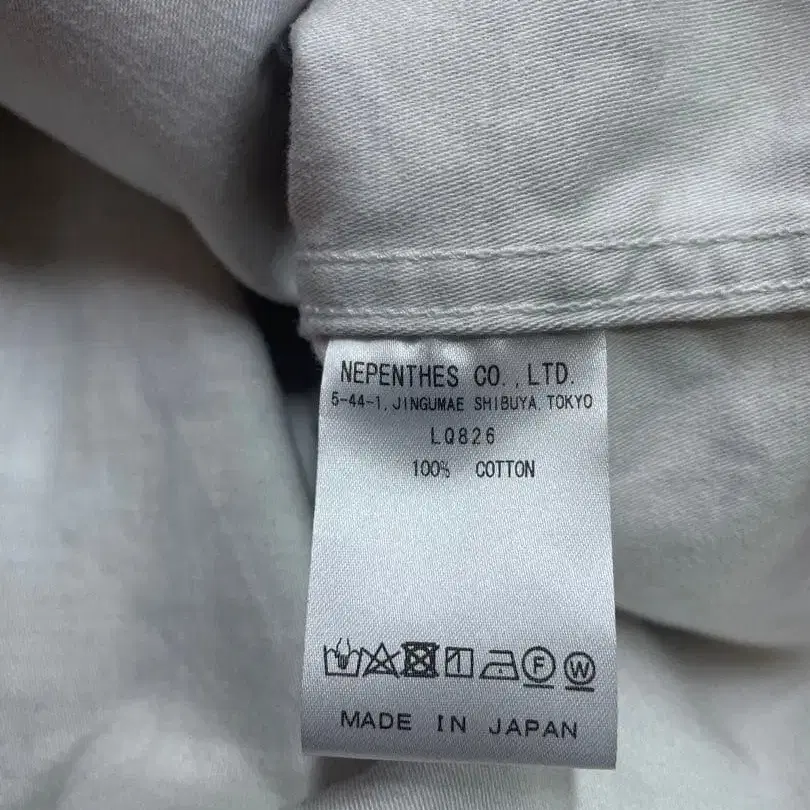 NEPENTHES CO.,LTD.
5-44-1, JINGUMAE SHIBUYA, TOKYO
LQ826
100% COTTON
F W
MADE IN JAPAN